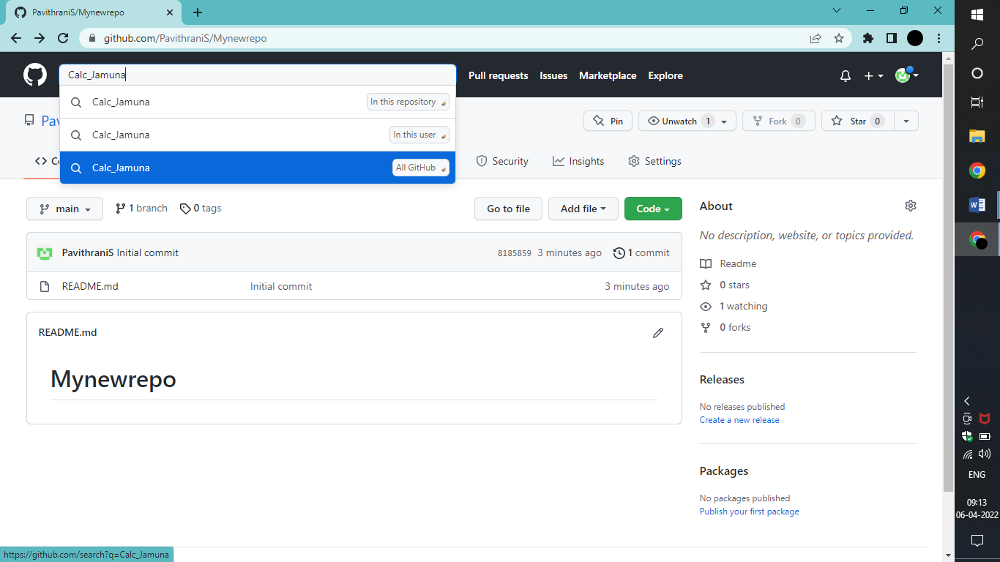 PavithraniS/Mynewrepo
github.com/PavithraniS/Mynewrepo
Calc_Jamuna
Pull requests Issues Marketplace Explore
Calc_Jamuna In this repository
Calc_Jamuna In this user
Calc_Jamuna All GitHub
Pav
Pin
Unwatch 1
Fork 0
Star 0
Security
Insights
Settings
main
1 branch
0 tags
Go to file
Add file
Code
PavithraniS Initial commit 8185859 3 minutes ago 1 commit
README.md Initial commit 3 minutes ago
README.md
Mynewrepo
About
No description, website, or topics provided.
Readme
0 stars
1 watching
0 forks
Releases
No releases published
Create a new release
Packages
No packages published
Publish your first package
https://github.com/search?q=Calc_Jamuna
ENG
09:13
06-04-2022